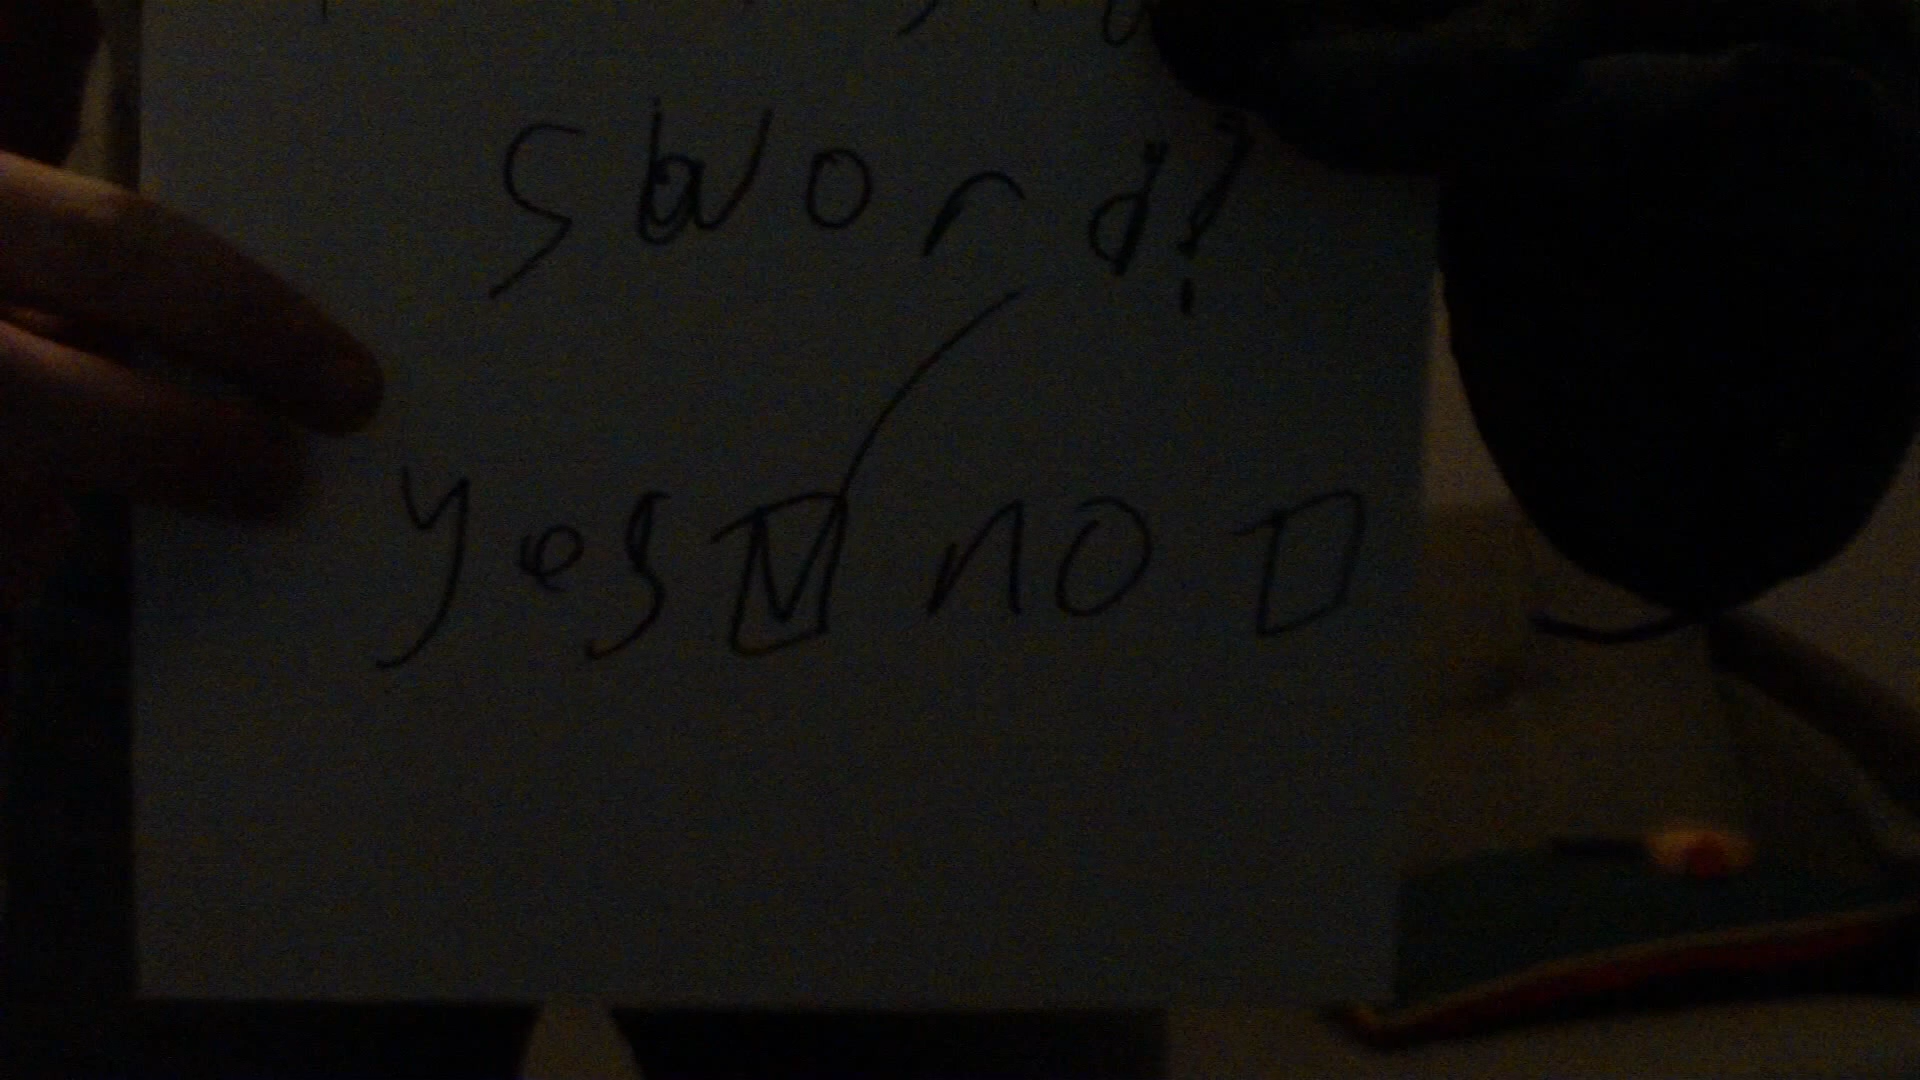 sword?
yes ☑ no ☐